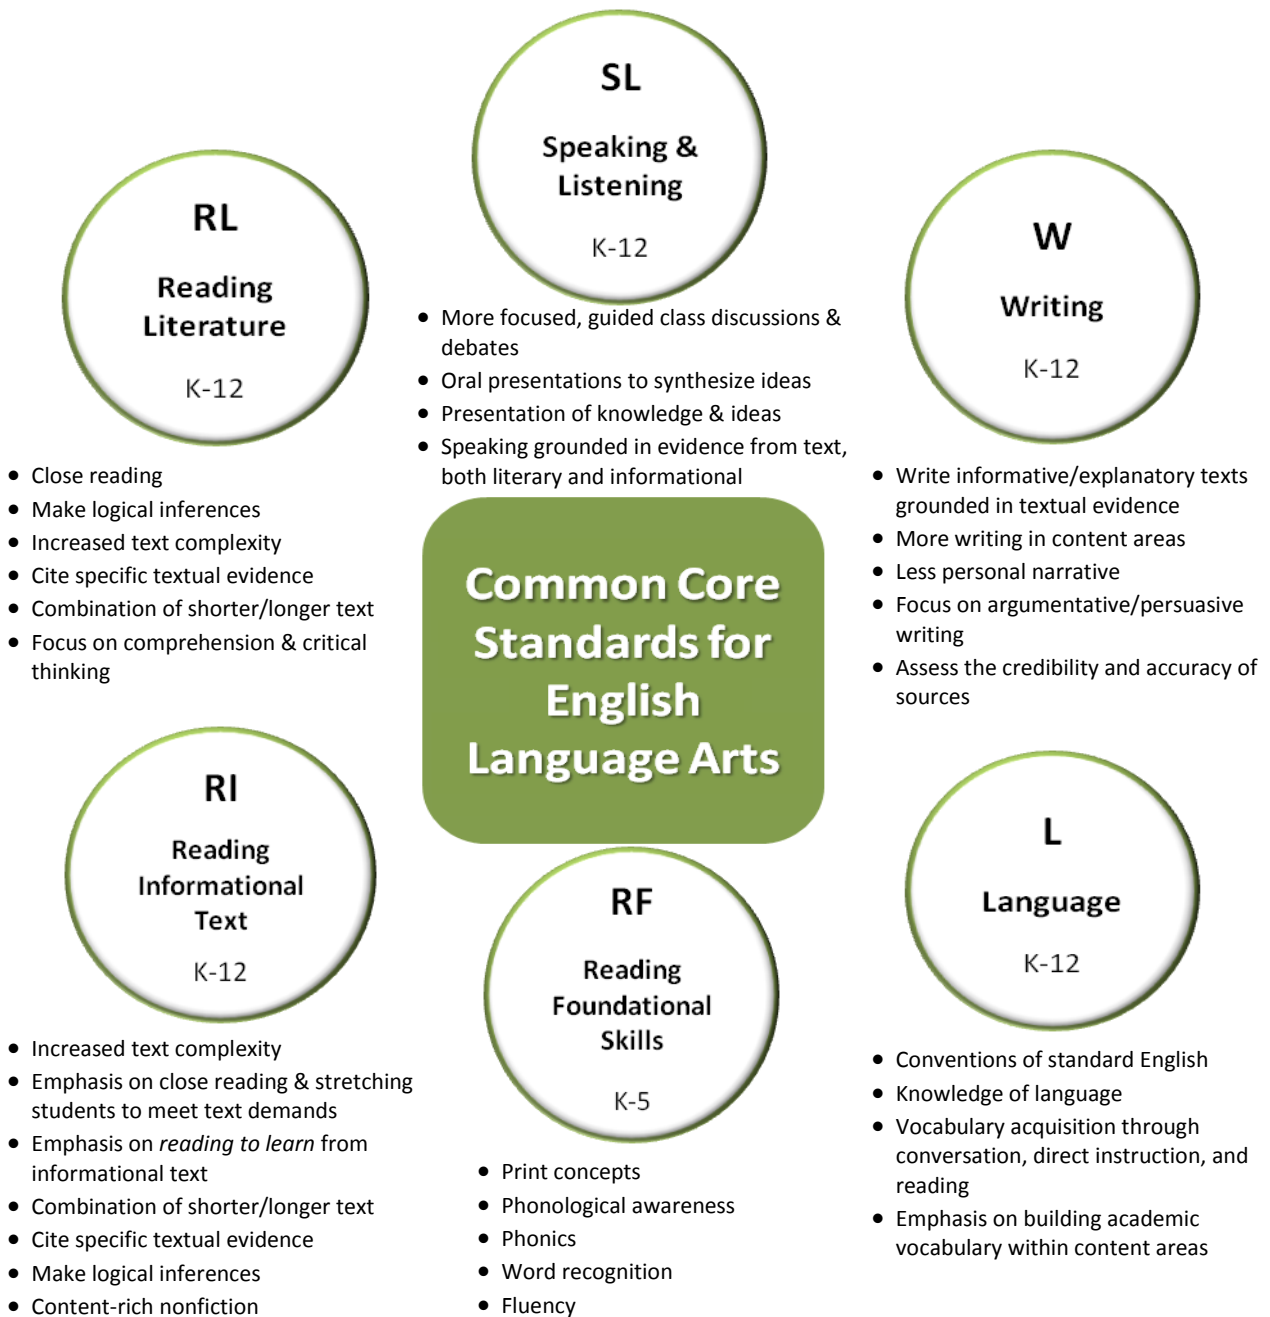 SL
Speaking &
Listening
K-12
• More focused, guided class discussions &
debates
• Oral presentations to synthesize ideas
• Presentation of knowledge & ideas
• Speaking grounded in evidence from text,
both literary and informational
RL
Reading
Literature
K-12
• Close reading
• Make logical inferences
• Increased text complexity
• Cite specific textual evidence
• Combination of shorter/longer text
• Focus on comprehension & critical
thinking
W
Writing
K-12
• Write informative/explanatory texts
grounded in textual evidence
• More writing in content areas
• Less personal narrative
• Focus on argumentative/persuasive
writing
• Assess the credibility and accuracy of
sources
Common Core
Standards for
English
Language Arts
RI
Reading
Informational
Text
K-12
• Increased text complexity
• Emphasis on close reading & stretching
students to meet text demands
• Emphasis on reading to learn from
informational text
• Combination of shorter/longer text
• Cite specific textual evidence
• Make logical inferences
• Content-rich nonfiction
RF
Reading
Foundational
Skills
K-5
• Print concepts
• Phonological awareness
• Phonics
• Word recognition
• Fluency
L
Language
K-12
• Conventions of standard English
• Knowledge of language
• Vocabulary acquisition through
conversation, direct instruction, and
reading
• Emphasis on building academic
vocabulary within content areas